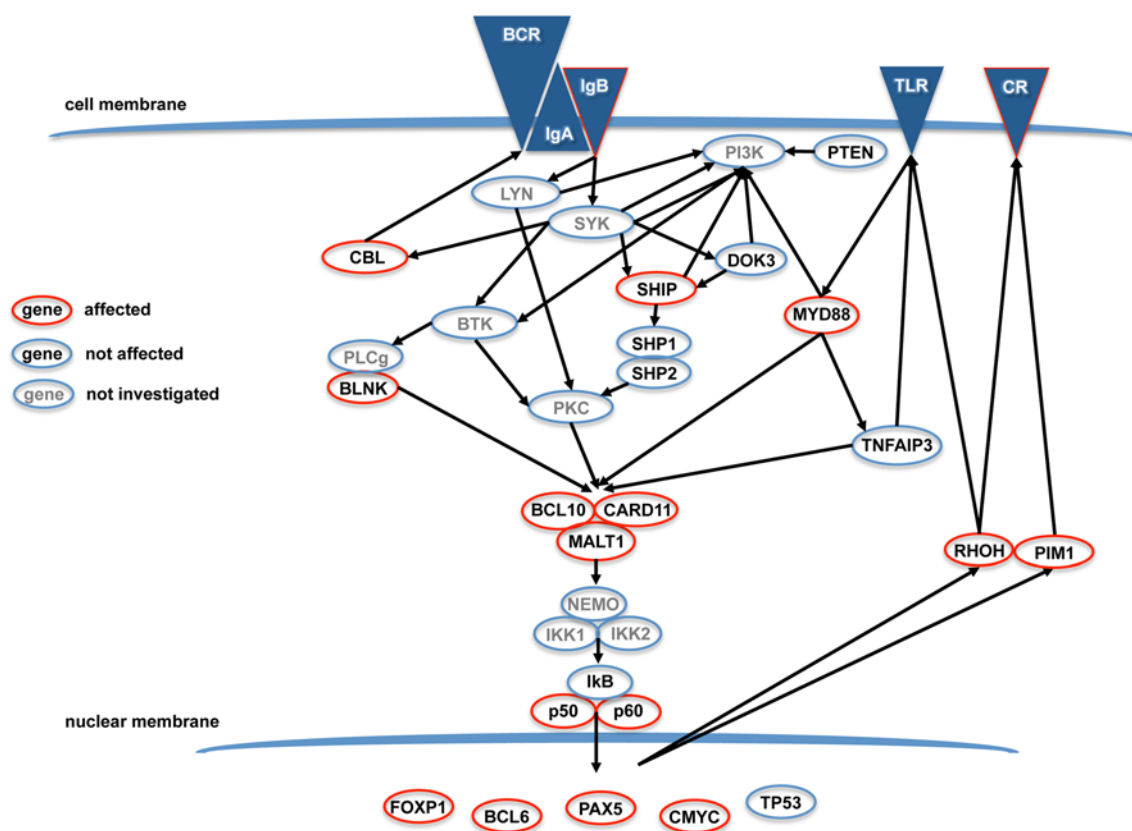 BCR
IgB
TLR
CR
cell membrane
IgA
PI3K
PTEN
LYN
SYK
CBL
DOK3
SHIP
gene affected
MYD88
BTK
gene not affected
SHP1
PLCg
SHP2
BLNK
gene not investigated
PKC
TNFAIP3
BCL10 CARD11
MALT1
RHOH PIM1
NEMO
IKK1 IKK2
IkB
p50 p60
nuclear membrane
FOXP1
BCL6
PAX5
CMYC
TP53